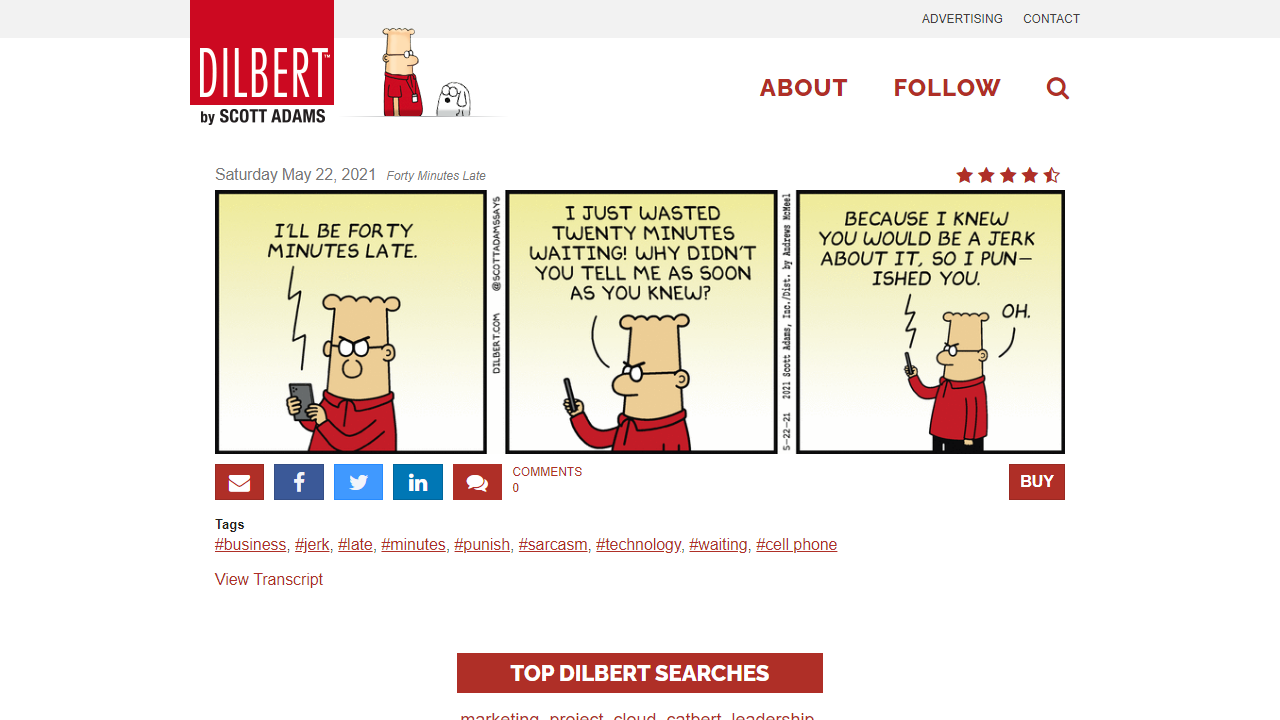 ADVERTISING CONTACT
DILBERT™
by SCOTT ADAMS
ABOUT FOLLOW
Saturday May 22, 2021 Forty Minutes Late
I'LL BE FORTY
MINUTES LATE.
DILBERT.COM @SCOTTADAMSSAYS
I JUST WASTED
TWENTY MINUTES
WAITING! WHY DIDN'T
YOU TELL ME AS SOON
AS YOU KNEW?
5-22-21 2021 Scott Adams, Inc./Dist. by Andrews McMeel
BECAUSE I KNEW
YOU WOULD BE A JERK
ABOUT IT, SO I PUN-
ISHED YOU.
OH.
COMMENTS
0
BUY
Tags
#business, #jerk, #late, #minutes, #punish, #sarcasm, #technology, #waiting, #cell phone
View Transcript
TOP DILBERT SEARCHES
marketing, project, cloud, catbert, leadership,